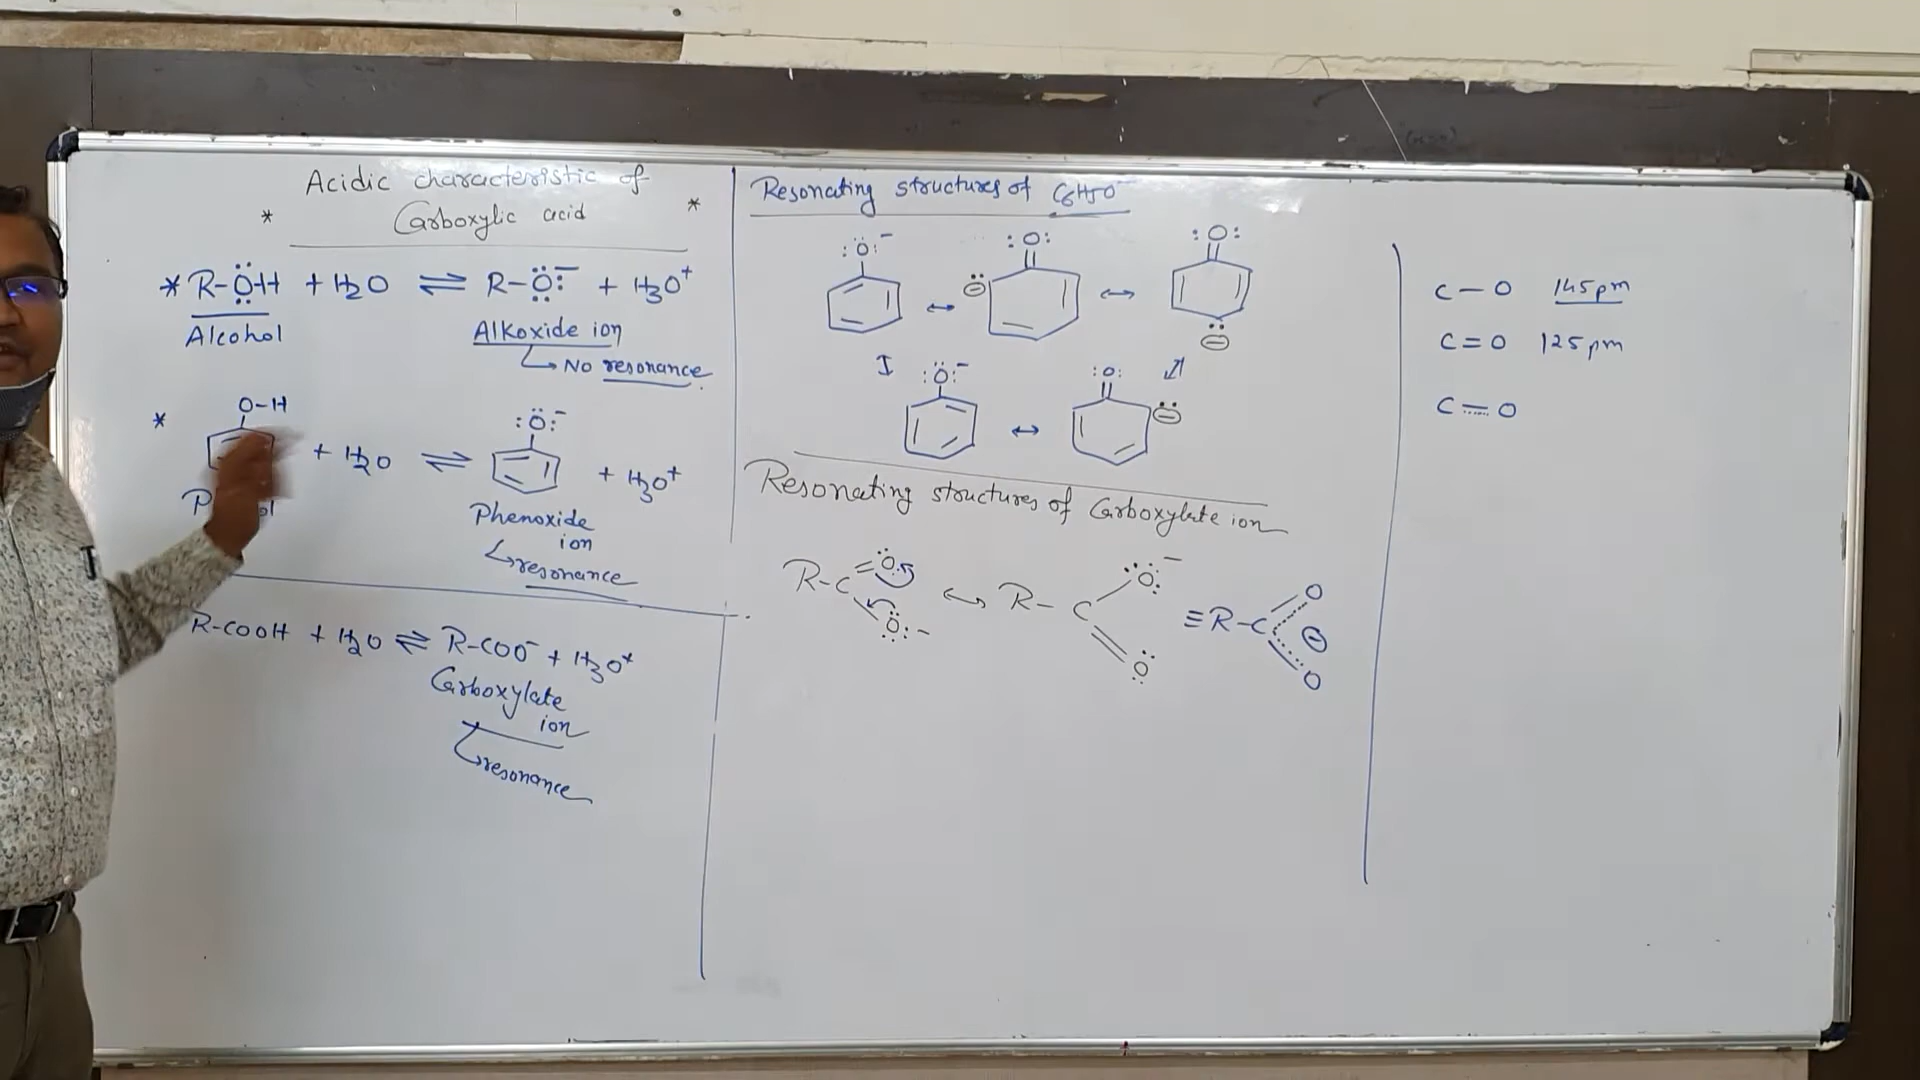 Acidic characteristic of
* Carboxylic acid *
* R-ÖH + H2O ⇌ R-Ö:⁻ + H3O⁺
Alcohol
Alkoxide ion
↳ No resonance
* O-H
+ H2O ⇌
:Ö:⁻
+ H3O⁺
Phenoxide
ion
↳ resonance
R-COOH + H2O ⇌ R-COO⁻ + H3O⁺
Carboxylate
ion
↳ resonance
Resonating structures of C6H5O⁻
:Ö:⁻ :O: :O:
⊖ ↔ ↔
⊖
:Ö:⁻ :O:
↔ ⊖
Resonating structures of Carboxylate ion
R-C =O O:⁻ ↔ R-C O:⁻ =O ≡ R-C O ⊖ O
C-O 145pm
C=O 125pm
C=O